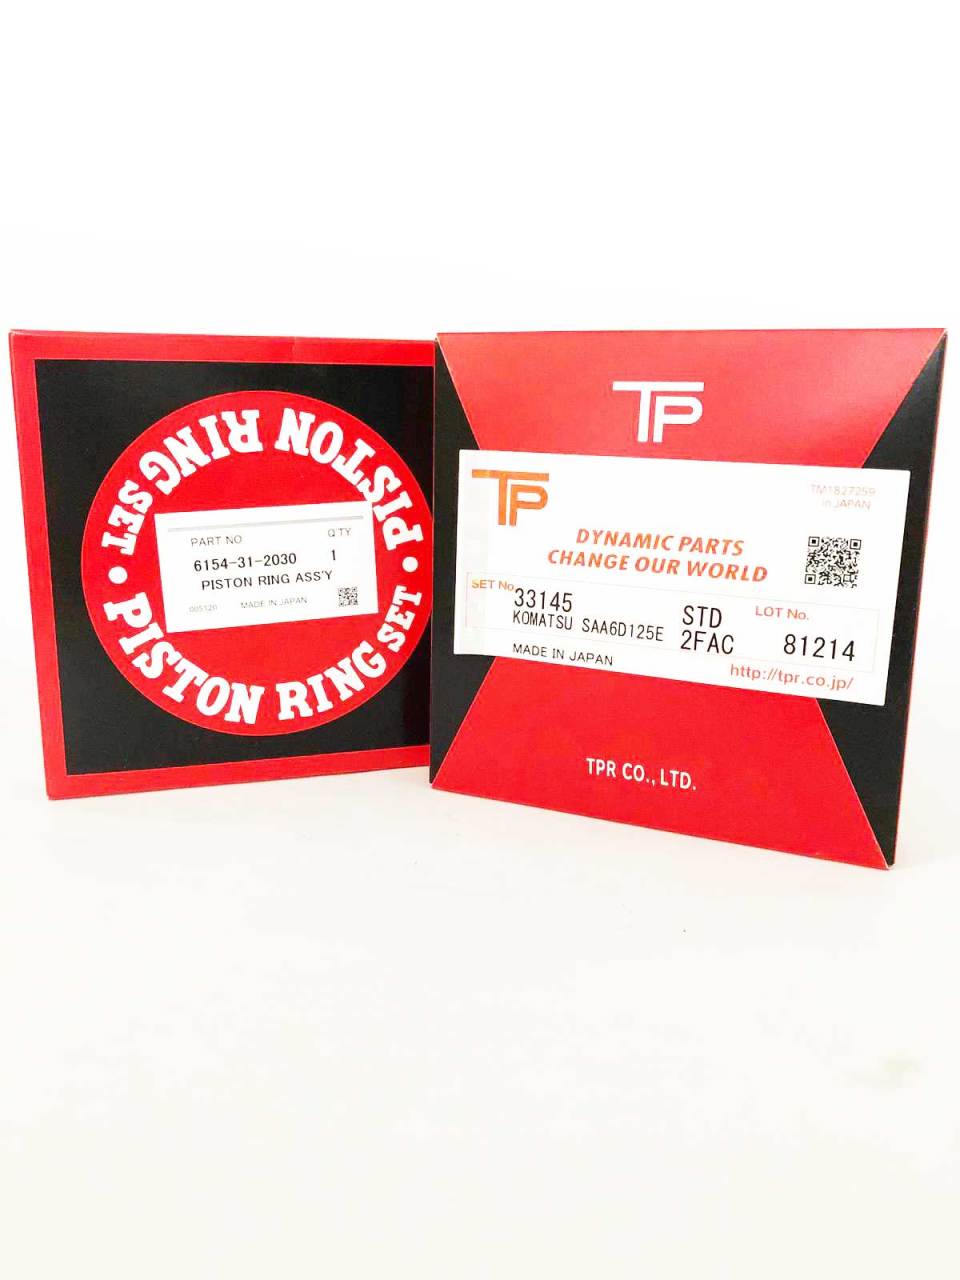 PISTON RING SET • PISTON RING SET •
PART NO Q'TY
6154-31-2030 1
PISTON RING ASS'Y
005120 MADE IN JAPAN
TP
TP
TM1827259
in JAPAN
DYNAMIC PARTS
CHANGE OUR WORLD
SET No. 33145 STD LOT No.
KOMATSU SAA6D125E 2FAC 81214
MADE IN JAPAN
http://tpr.co.jp/
TPR CO., LTD.